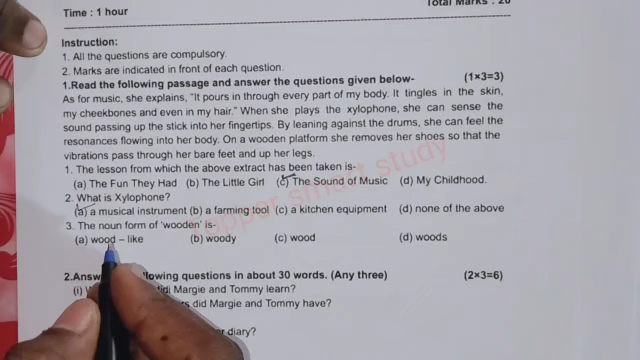 Total Marks : 20
Time : 1 hour
Instruction:
1. All the questions are compulsory.
2. Marks are indicated in front of each question.
1.Read the following passage and answer the questions given below- (1×3=3)
As for music, she explains, "It pours in through every part of my body. It tingles in the skin,
my cheekbones and even in my hair." When she plays the xylophone, she can sense the
sound passing up the stick into her fingertips. By leaning against the drums, she can feel the
resonances flowing into her body. On a wooden platform she removes her shoes so that the
vibrations pass through her bare feet and up her legs.
1. The lesson from which the above extract has been taken is-
(a) The Fun They Had (b) The Little Girl (c) The Sound of Music (d) My Childhood.
2. What is Xylophone?
(a) a musical instrument (b) a farming tool (c) a kitchen equipment (d) none of the above
3. The noun form of 'wooden' is-
(a) wood – like (b) woody (c) wood (d) woods
2.Answ llowing questions in about 30 words. (Any three) (2×3=6)
(i) Margie and Tommy learn?
did Margie and Tommy have?
diary?
topper smart study